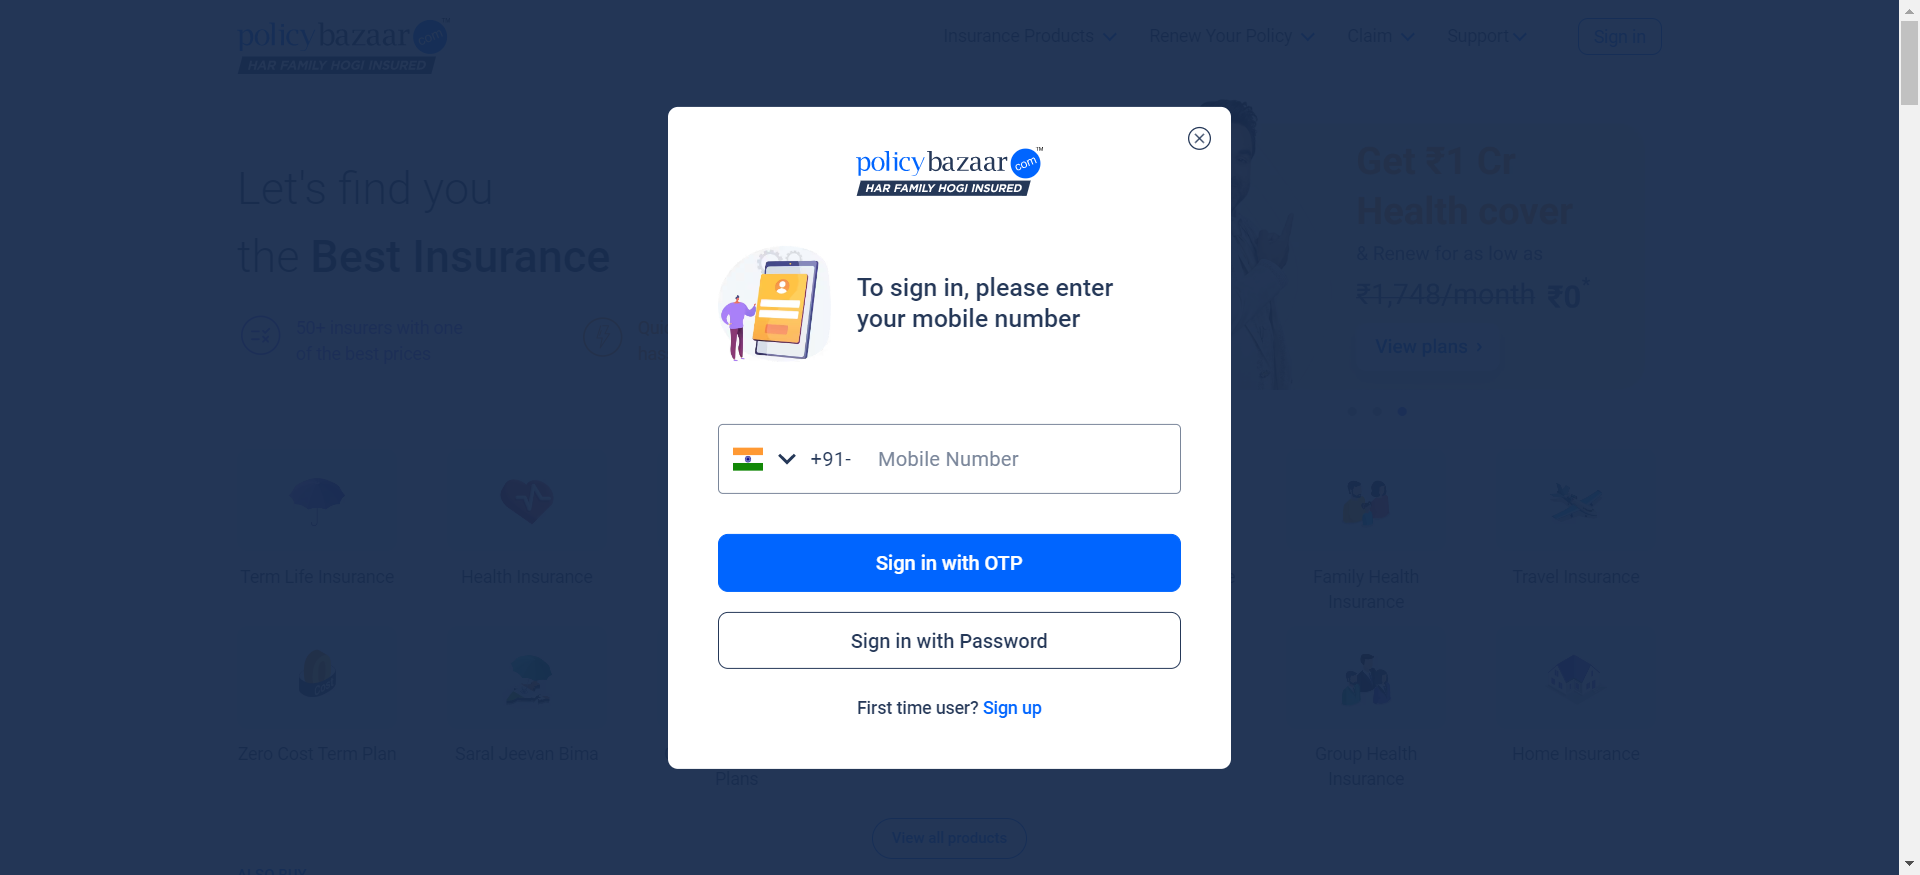 policybazaar com
HAR FAMILY HOGI INSURED
Insurance Products
Renew Your Policy
Claim
Support
Sign in
Let's find you
the Best Insurance
50+ insurers with one
of the best prices
Get ₹1 Cr
Health cover
& Renew for as low as
₹1,748/month ₹0*
View plans ›
policybazaar com ™
HAR FAMILY HOGI INSURED
To sign in, please enter
your mobile number
+91- Mobile Number
Sign in with OTP
Sign in with Password
First time user? Sign up
Term Life Insurance
Health Insurance
Family Health
Insurance
Travel Insurance
Zero Cost Term Plan
Saral Jeevan Bima
Plans
Group Health
Insurance
Home Insurance
View all products